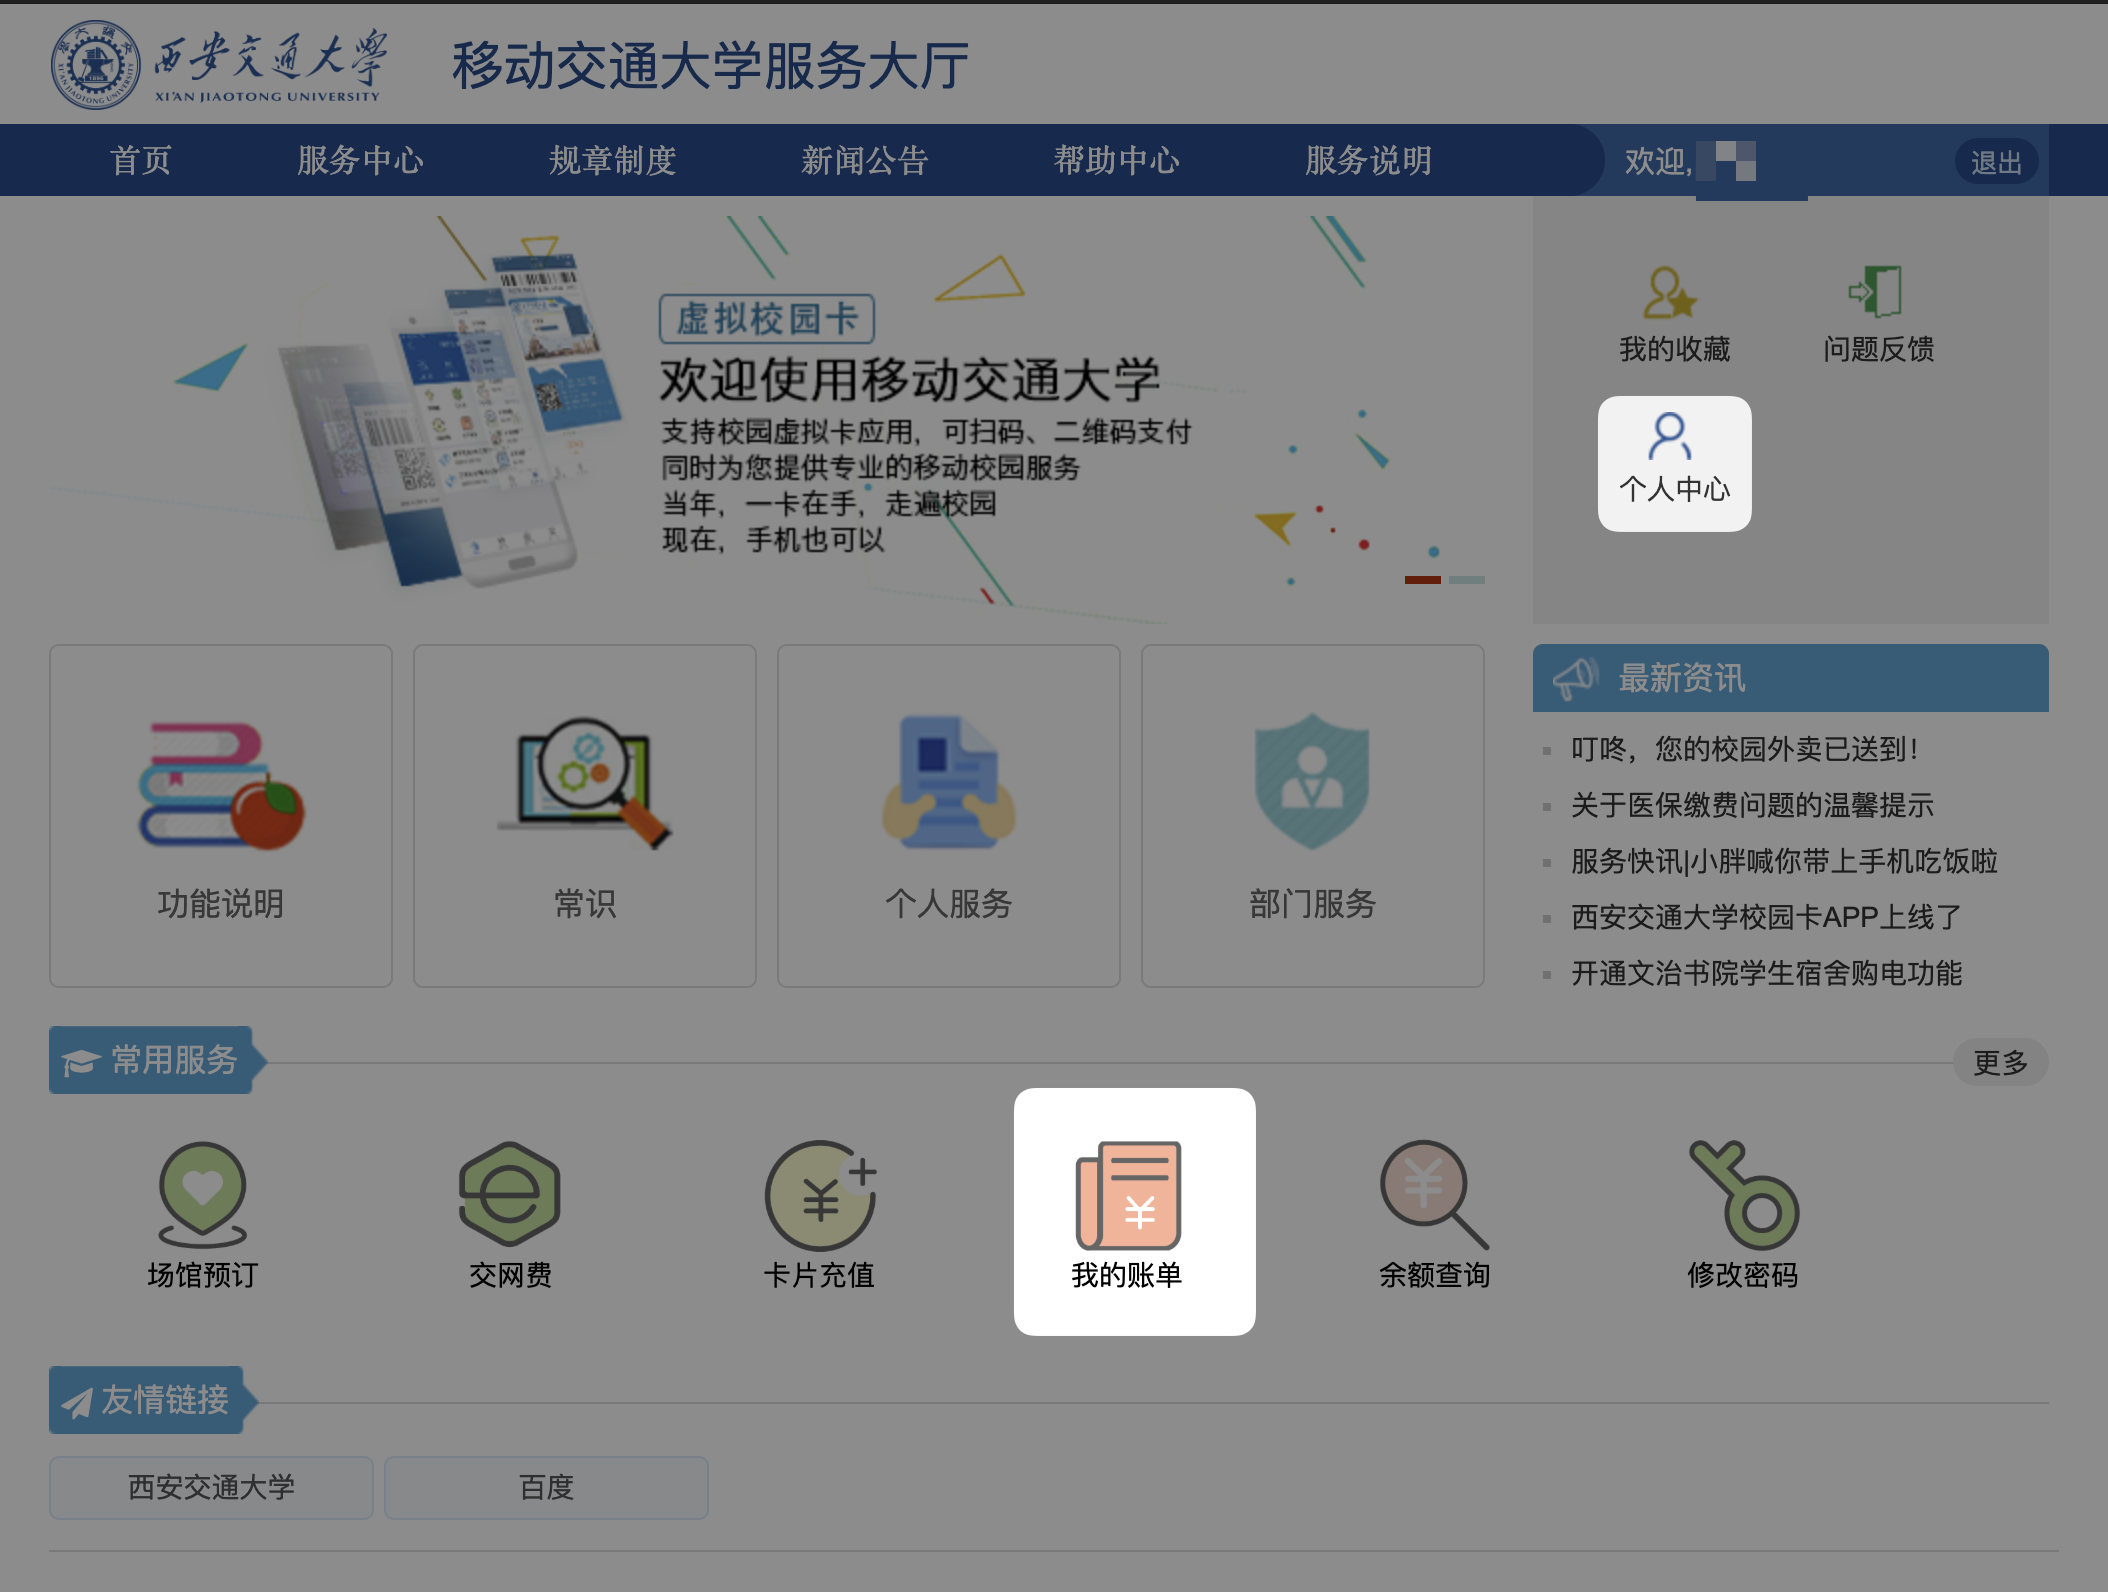 西安交通大学
XI'AN JIAOTONG UNIVERSITY
移动交通大学服务大厅
首页 服务中心 规章制度 新闻公告 帮助中心 服务说明 欢迎, 退出
虚拟校园卡
欢迎使用移动交通大学
支持校园虚拟卡应用，可扫码、二维码支付
同时为您提供专业的移动校园服务
当年，一卡在手，走遍校园
现在，手机也可以
我的收藏 问题反馈
个人中心
功能说明 常识 个人服务 部门服务
最新资讯
叮咚，您的校园外卖已送到！
关于医保缴费问题的温馨提示
服务快讯|小胖喊你带上手机吃饭啦
西安交通大学校园卡APP上线了
开通文治书院学生宿舍购电功能
常用服务 更多
场馆预订 交网费 卡片充值 我的账单 余额查询 修改密码
友情链接
西安交通大学 百度